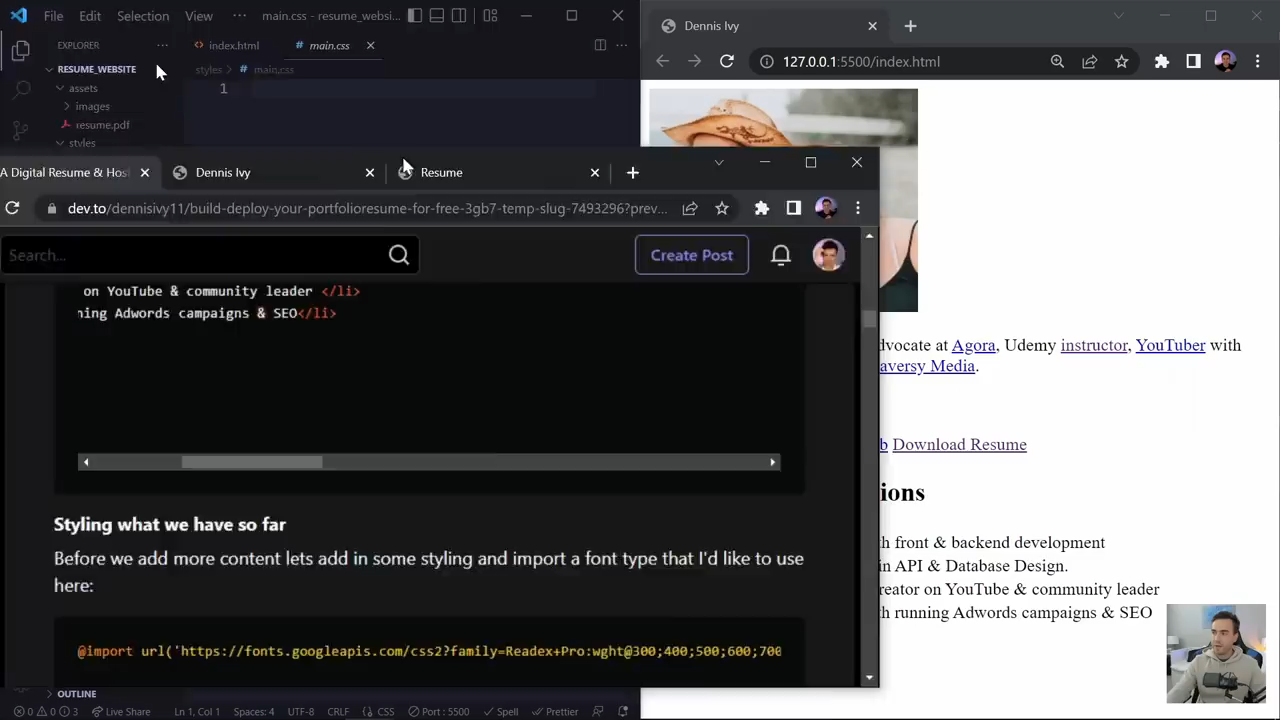 File Edit Selection View ··· main.css - resume_websi...
EXPLORER ··· index.html main.css
RESUME_WEBSITE styles > main.css
assets 1
images
resume.pdf
styles
Dennis Ivy
127.0.0.1:5500/index.html
A Digital Resume & Host Dennis Ivy Resume
dev.to/dennisivy11/build-deploy-your-portfolioresume-for-free-3gb7-temp-slug-7493296?prev...
Search... Create Post
on YouTube & community leader </li>
ning Adwords campaigns & SEO</li>
Styling what we have so far
Before we add more content lets add in some styling and import a font type that I'd like to use
here:
@import url('https://fonts.googleapis.com/css2?family=Readex+Pro:wght@300;400;500;600;700
dvocate at Agora, Udemy instructor, YouTuber with
aversy Media.
b Download Resume
ions
h front & backend development
in API & Database Design.
reator on YouTube & community leader
h running Adwords campaigns & SEO
OUTLINE
0 0 3 Live Share Ln 1, Col 1 Spaces: 4 UTF-8 CRLF CSS Port : 5500 Spell Prettier